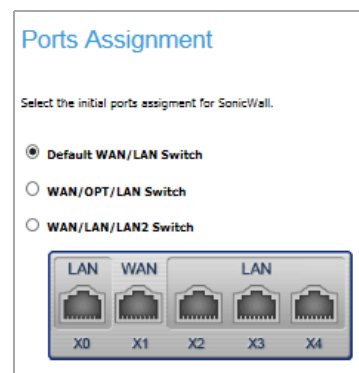 Ports Assignment
Select the initial ports assigment for SonicWall.
Default WAN/LAN Switch
WAN/OPT/LAN Switch
WAN/LAN/LAN2 Switch
LAN WAN LAN
X0 X1 X2 X3 X4